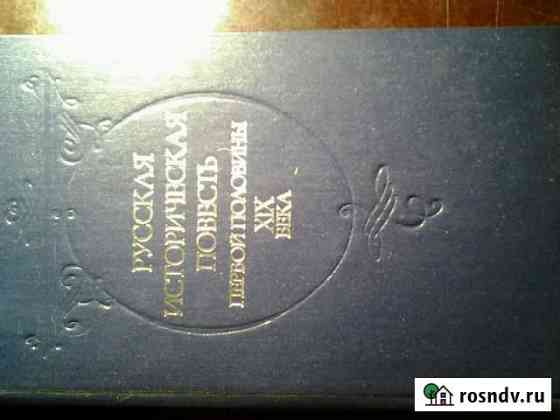 РУССКАЯ
ИСТОРИЧЕСКАЯ
ПОВЕСТЬ
ПЕРВОЙ ПОЛОВИНЫ
XIX
ВЕКА
rosndv.ru